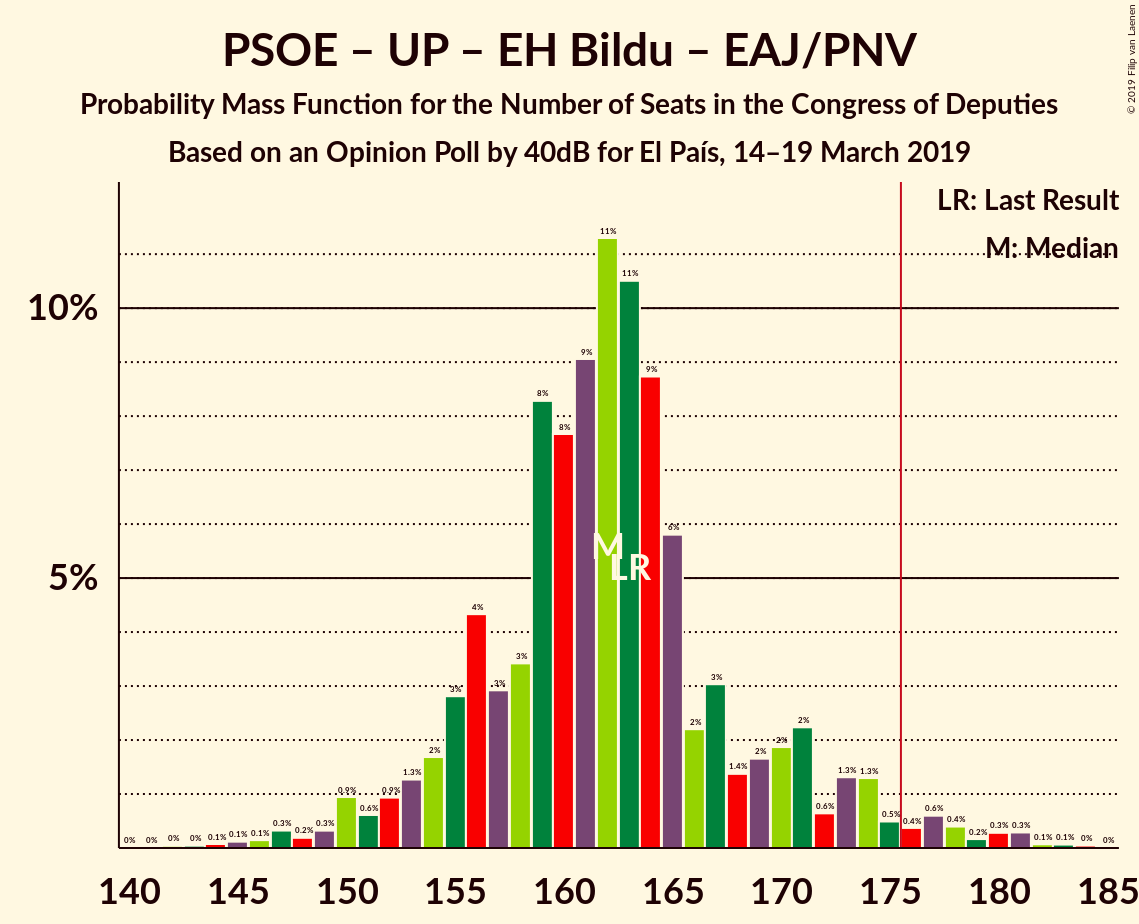 PSOE – UP – EH Bildu – EAJ/PNV
Probability Mass Function for the Number of Seats in the Congress of Deputies
Based on an Opinion Poll by 40dB for El País, 14–19 March 2019
© 2019 Filip van Laenen
LR: Last Result
M: Median
10%
5%
0% 0% 0% 0% 0.1% 0.1% 0.1% 0.3% 0.2% 0.3% 0.9% 0.6% 0.9% 1.3% 2% 3% 4% 3% 3% 8% 8% 9% 11% 11% 9% 6% 2% 3% 1.4% 2% 2% 2% 0.6% 1.3% 1.3% 0.5% 0.4% 0.6% 0.4% 0.2% 0.3% 0.3% 0.1% 0.1% 0% 0%
M
LR
140 145 150 155 160 165 170 175 180 185